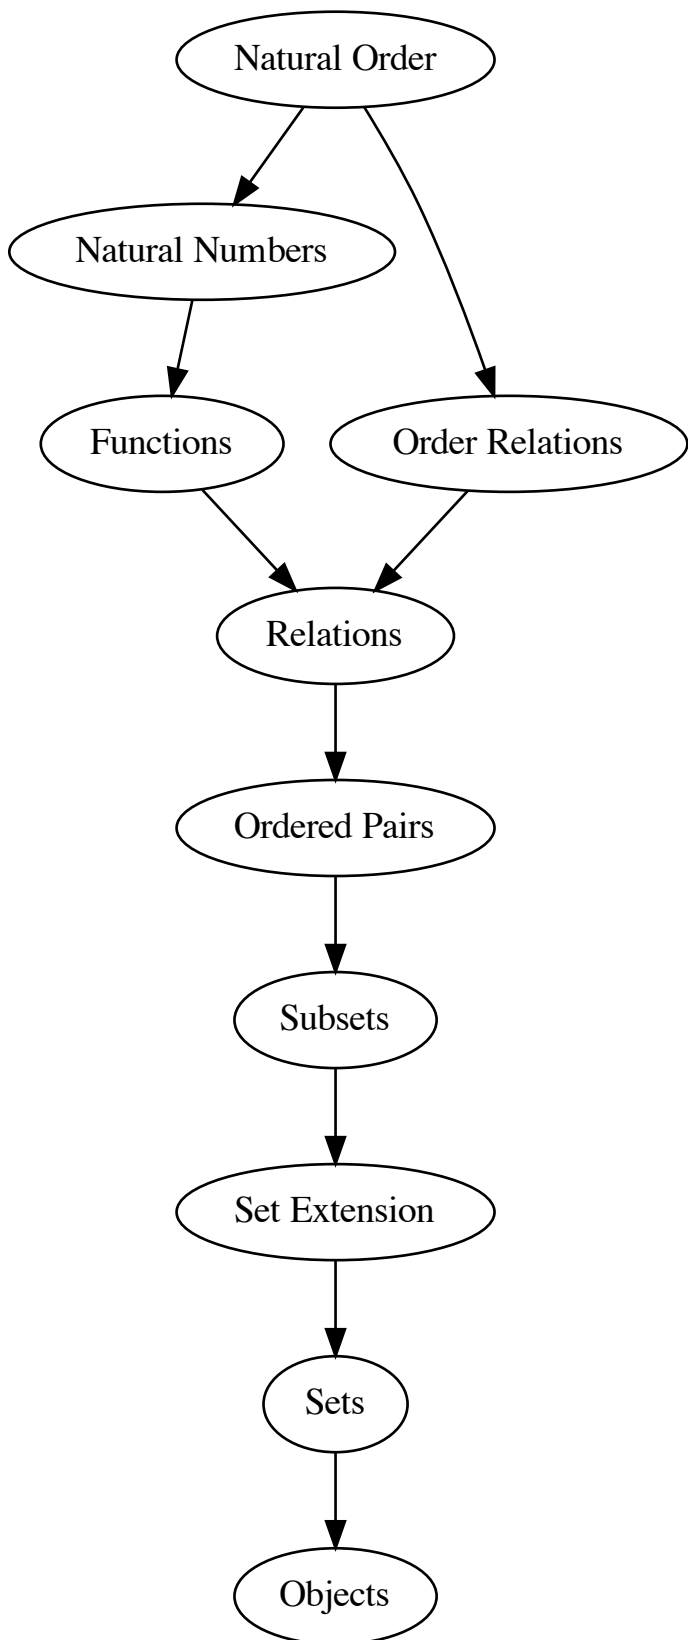 Natural Order
Natural Numbers
Functions
Order Relations
Relations
Ordered Pairs
Subsets
Set Extension
Sets
Objects